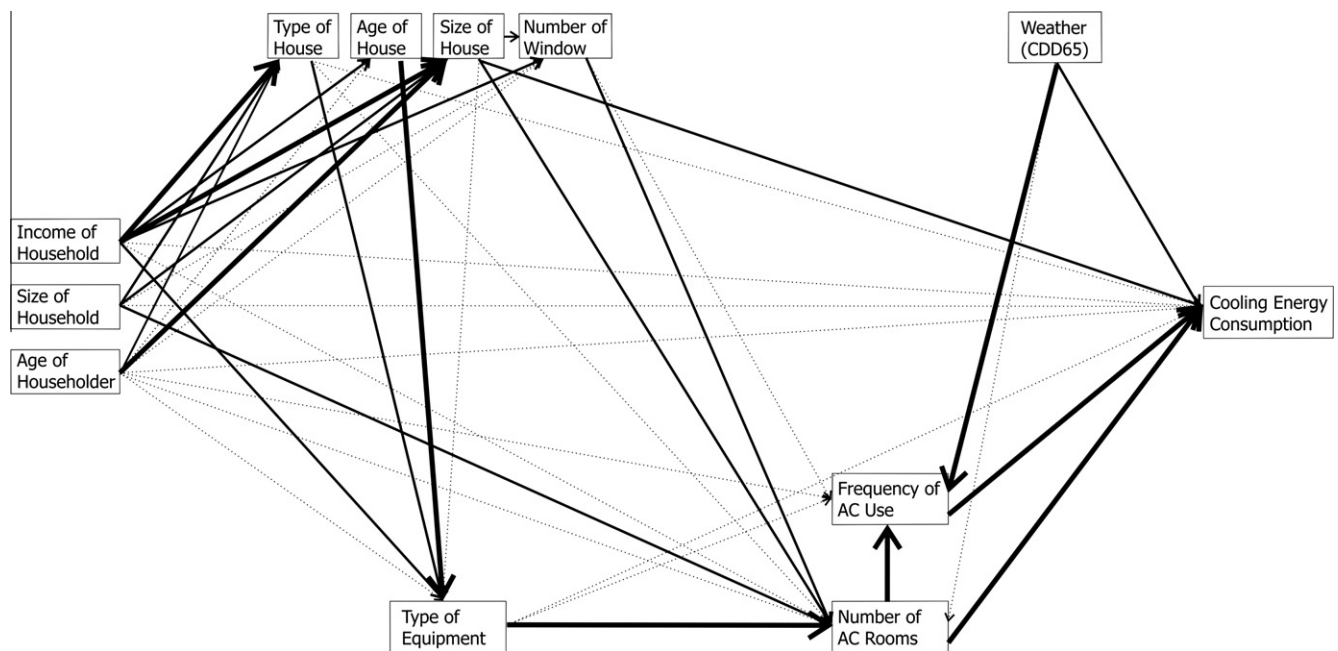 Type of
House
Age of
House
Size of
House
Number of
Window
Weather
(CDD65)
Income of
Household
Size of
Household
Age of
Householder
Cooling Energy
Consumption
Frequency of
AC Use
Type of
Equipment
Number of
AC Rooms